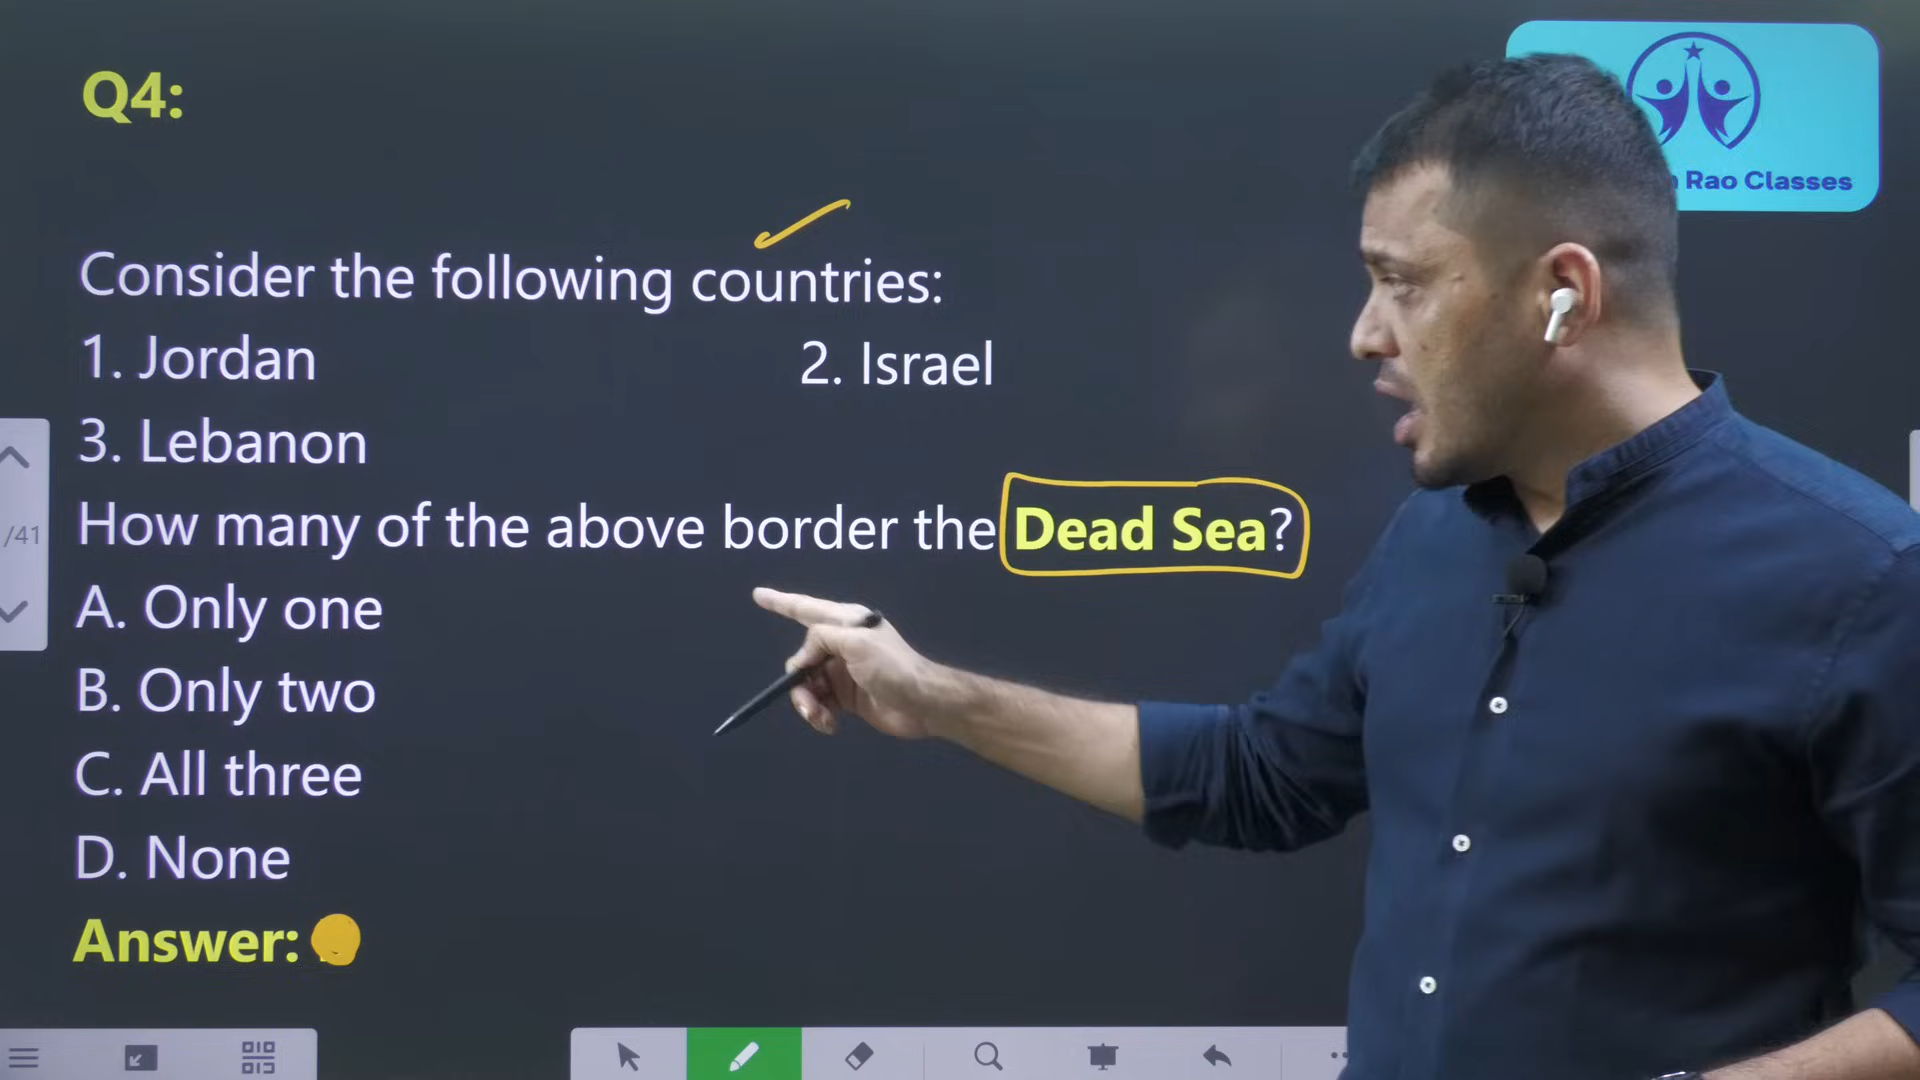 Q4:
Rao Classes
Consider the following countries:
1. Jordan 2. Israel
3. Lebanon
/41
How many of the above border the Dead Sea?
A. Only one
B. Only two
C. All three
D. None
Answer: